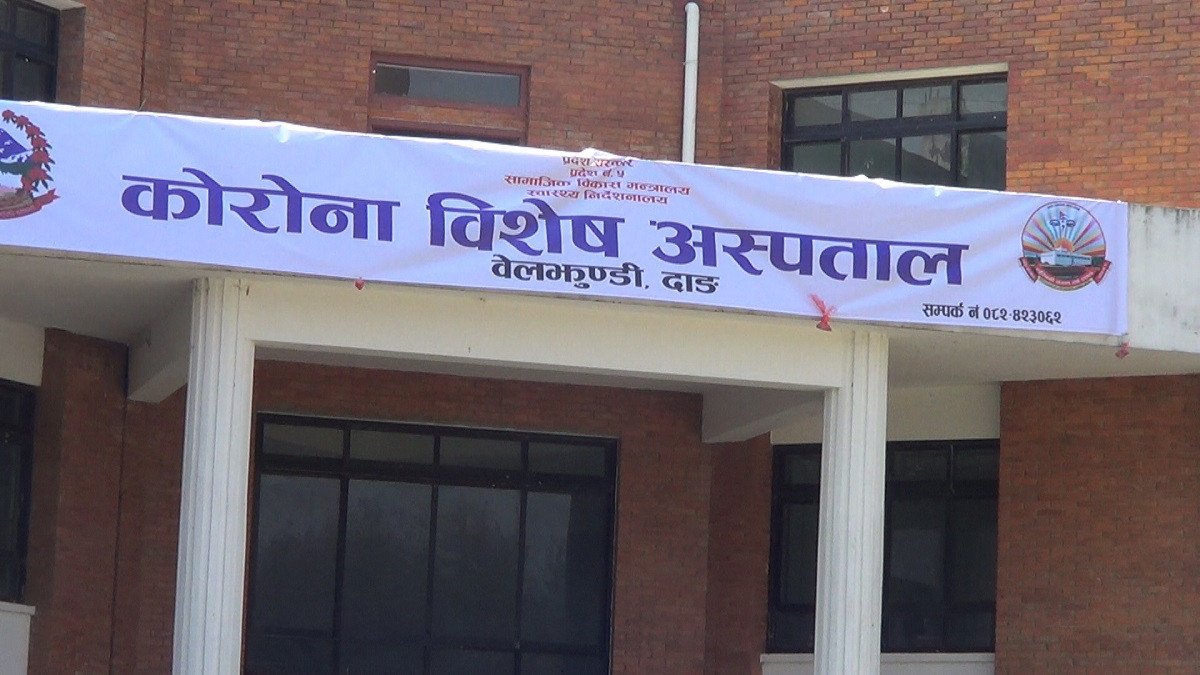 प्रदेश सरकार
प्रदेश नं. ५
सामाजिक विकास मन्त्रालय
स्वास्थ्य निर्देशनालय
कोरोना विशेष अस्पताल
वेलझुण्डी, दाङ
सम्पर्क नं ०८२-४२३०६२